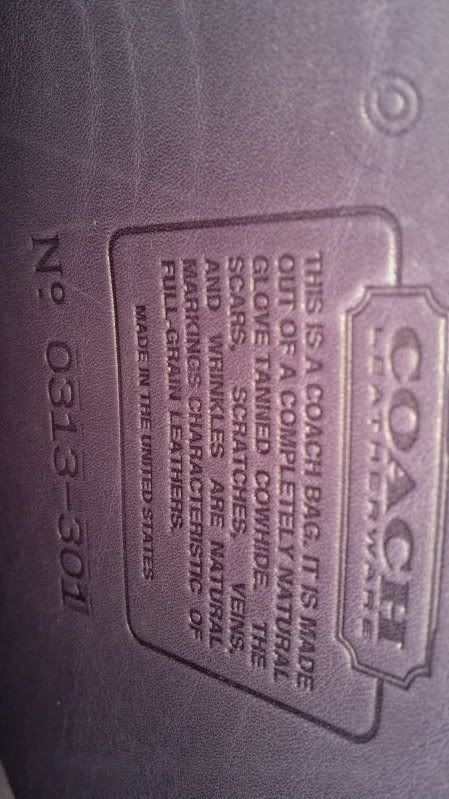 ®
COACH
LEATHERWARE
THIS IS A COACH BAG. IT IS MADE
OUT OF A COMPLETELY NATURAL
GLOVE TANNED COWHIDE. THE
SCARS, SCRATCHES, VEINS,
AND WRINKLES ARE NATURAL
MARKINGS CHARACTERISTIC OF
FULL-GRAIN LEATHERS.
MADE IN THE UNITED STATES
Nº 0313-301